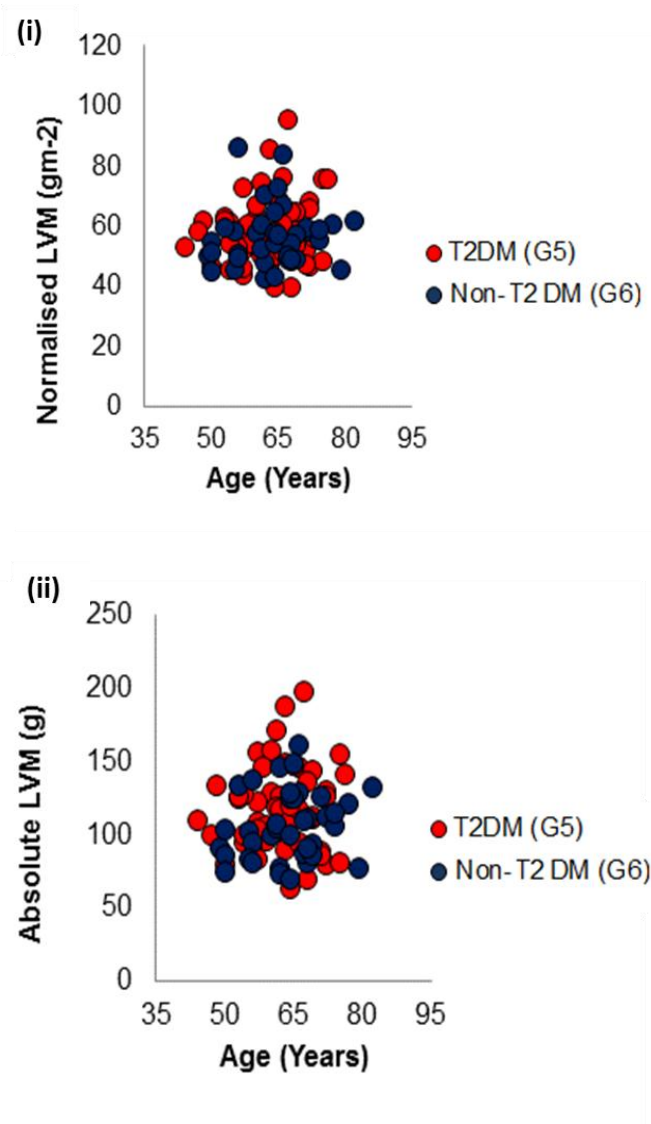 (i)
120
100
80
60
40
20
0
Normalised LVM (gm-2)
35 50 65 80 95
Age (Years)
T2DM (G5)
Non-T2 DM (G6)
(ii)
250
200
150
100
50
0
Absolute LVM (g)
35 50 65 80 95
Age (Years)
T2DM (G5)
Non-T2 DM (G6)